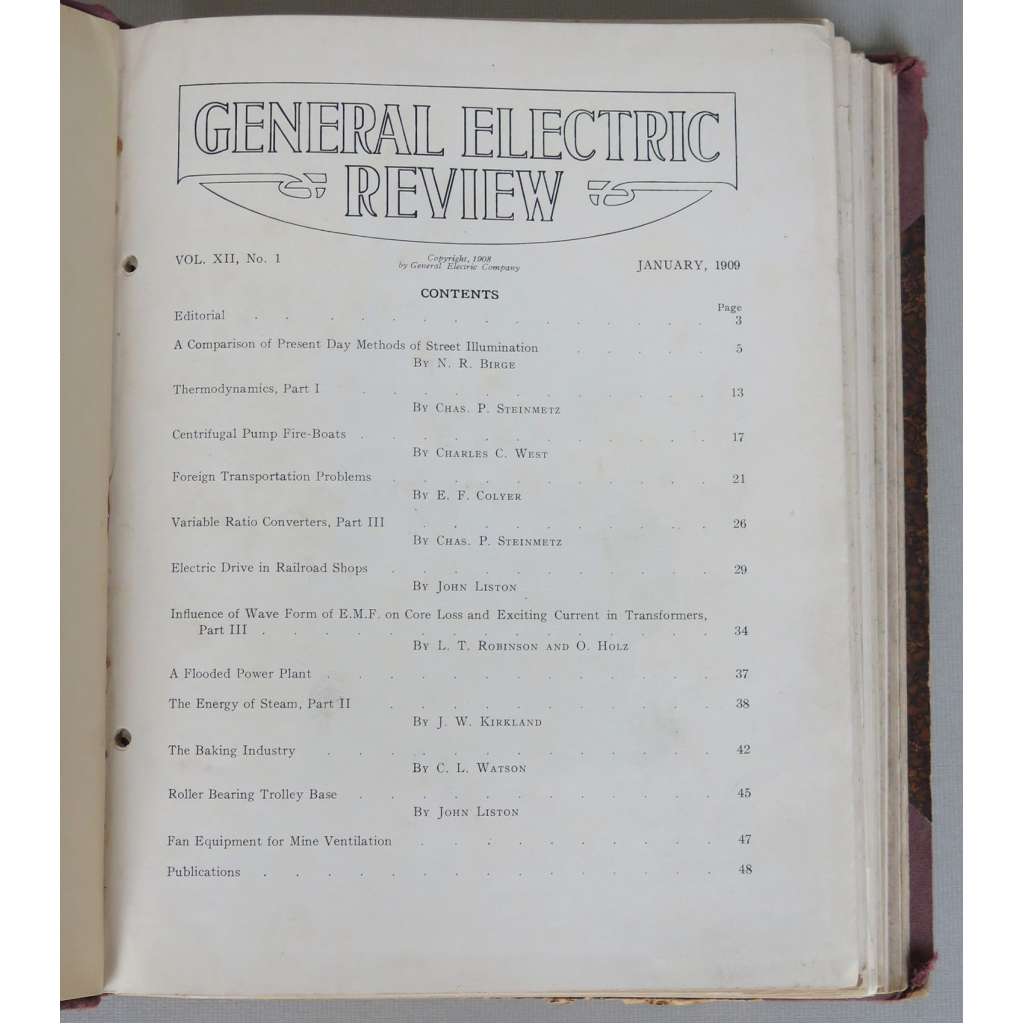 GENERAL ELECTRIC
REVIEW
VOL. XII, No. 1
Copyright, 1908
by General Electric Company
JANUARY, 1909
CONTENTS
Page
Editorial . . . . . . . . . . . . . . . 3
A Comparison of Present Day Methods of Street Illumination . . . . . 5
By N. R. Birge
Thermodynamics, Part I . . . . . . . . . . . 13
By Chas. P. Steinmetz
Centrifugal Pump Fire-Boats . . . . . . . . . . . 17
By Charles C. West
Foreign Transportation Problems . . . . . . . . . . 21
By E. F. Colyer
Variable Ratio Converters, Part III . . . . . . . . . 26
By Chas. P. Steinmetz
Electric Drive in Railroad Shops . . . . . . . . . . 29
By John Liston
Influence of Wave Form of E.M.F. on Core Loss and Exciting Current in Transformers,
Part III . . . . . . . . . . . . . . 34
By L. T. Robinson and O. Holz
A Flooded Power Plant . . . . . . . . . . . . 37
The Energy of Steam, Part II . . . . . . . . . . 38
By J. W. Kirkland
The Baking Industry . . . . . . . . . . . . 42
By C. L. Watson
Roller Bearing Trolley Base . . . . . . . . . . . 45
By John Liston
Fan Equipment for Mine Ventilation . . . . . . . . . 47
Publications . . . . . . . . . . . . . . 48